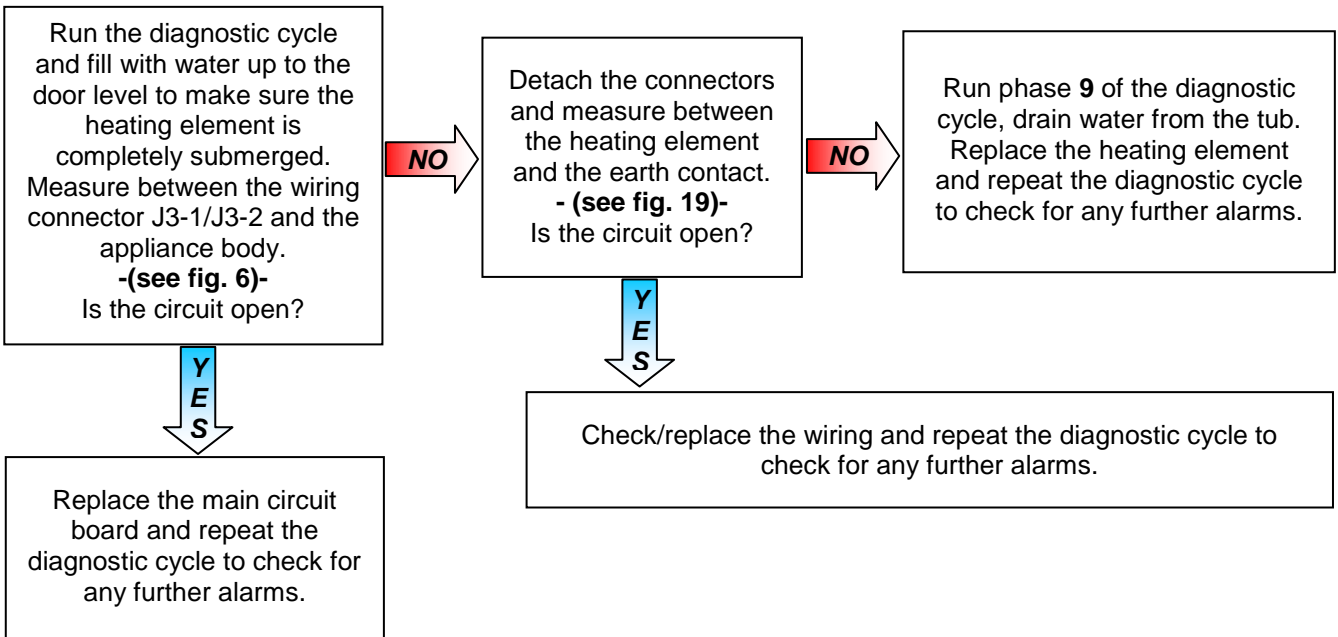 Run the diagnostic cycle
and fill with water up to the
door level to make sure the
heating element is
completely submerged.
Measure between the wiring
connector J3-1/J3-2 and the
appliance body.
-(see fig. 6)-
Is the circuit open?
NO
Detach the connectors
and measure between
the heating element
and the earth contact.
- (see fig. 19)-
Is the circuit open?
NO
Run phase 9 of the diagnostic
cycle, drain water from the tub.
Replace the heating element
and repeat the diagnostic cycle
to check for any further alarms.
Y
E
S
Y
E
S
Check/replace the wiring and repeat the diagnostic cycle to
check for any further alarms.
Replace the main circuit
board and repeat the
diagnostic cycle to check for
any further alarms.